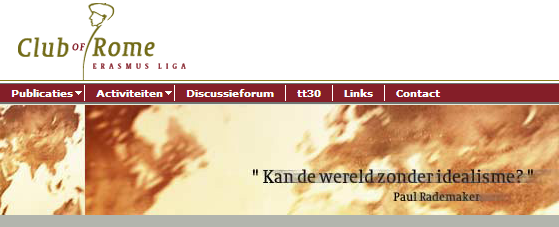 Club OF Rome
ERASMUS LIGA
Publicaties Activiteiten Discussieforum tt30 Links Contact
" Kan de wereld zonder idealisme? "
Paul Rademaker